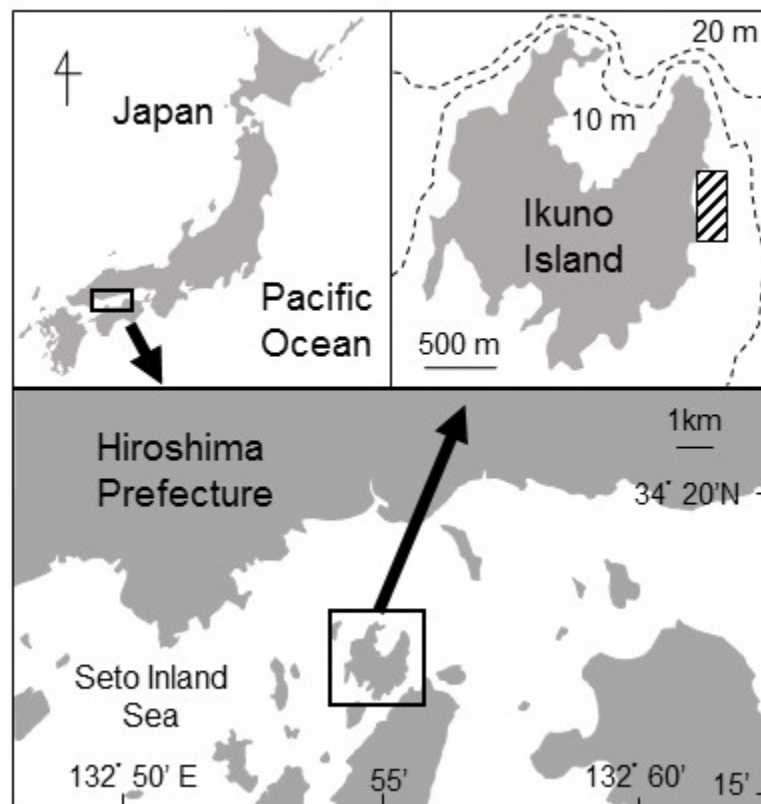 Japan
Pacific
Ocean
20 m
10 m
Ikuno
Island
500 m
Hiroshima
Prefecture
1km
34° 20'N
Seto Inland
Sea
132° 50' E
55'
132° 60'
15'